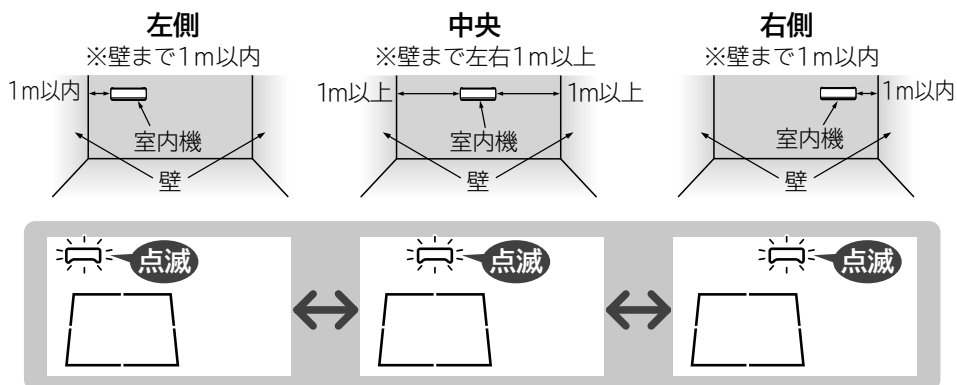 左側
※壁まで1m以内
1m以内
室内機
壁
中央
※壁まで左右1m以上
1m以上
1m以上
室内機
壁
右側
※壁まで1m以内
1m以内
室内機
壁
点滅
点滅
点滅